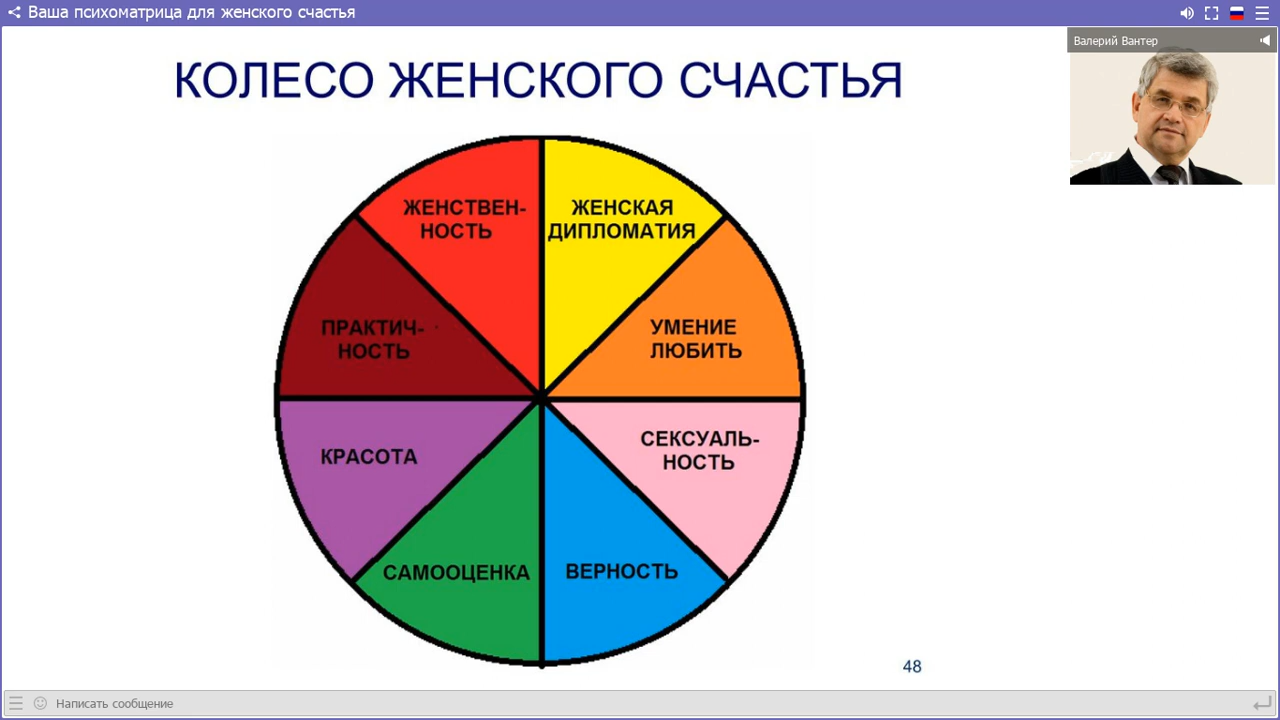 Ваша психоматрица для женского счастья
Валерий Вантер
КОЛЕСО ЖЕНСКОГО СЧАСТЬЯ
ЖЕНСТВЕН-
НОСТЬ
ЖЕНСКАЯ
ДИПЛОМАТИЯ
ПРАКТИЧ-
НОСТЬ
УМЕНИЕ
ЛЮБИТЬ
КРАСОТА
СЕКСУАЛЬ-
НОСТЬ
САМООЦЕНКА
ВЕРНОСТЬ
48
Написать сообщение